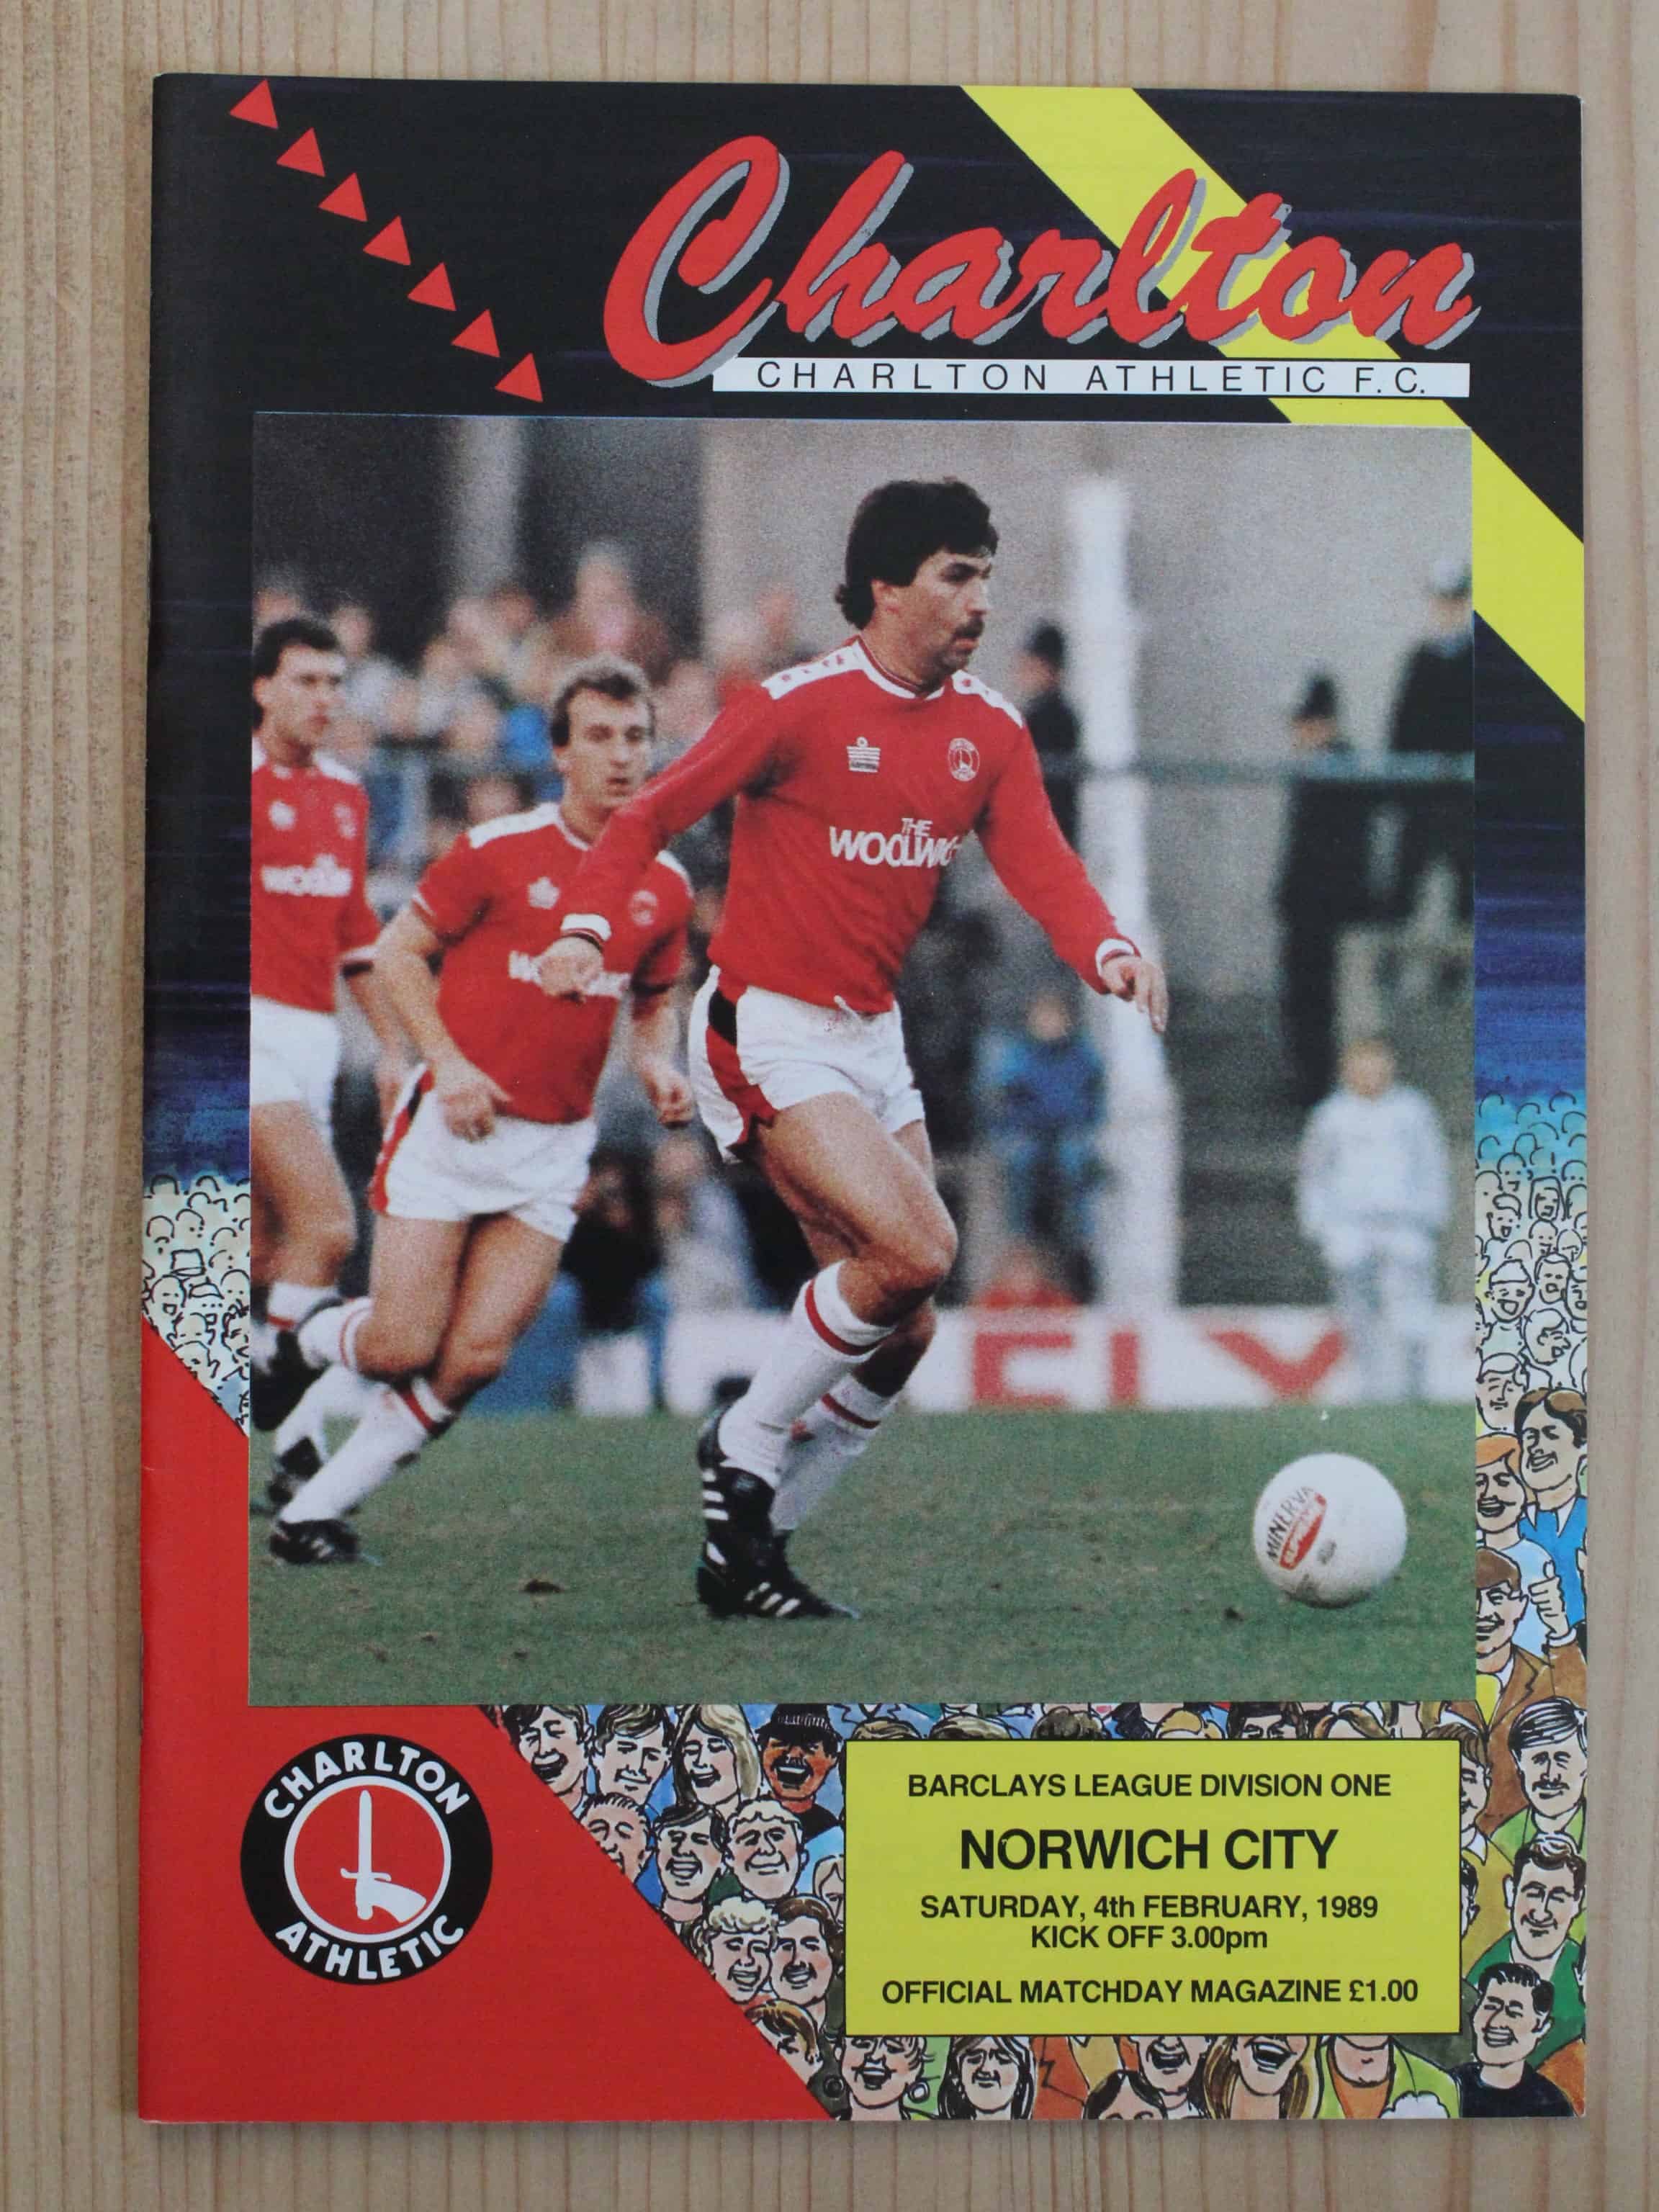 Charlton
CHARLTON ATHLETIC F.C.
THE
WOOLWICH
MINERVA
CHARLTON
ATHLETIC
BARCLAYS LEAGUE DIVISION ONE
NORWICH CITY
SATURDAY, 4th FEBRUARY, 1989
KICK OFF 3.00pm
OFFICIAL MATCHDAY MAGAZINE £1.00